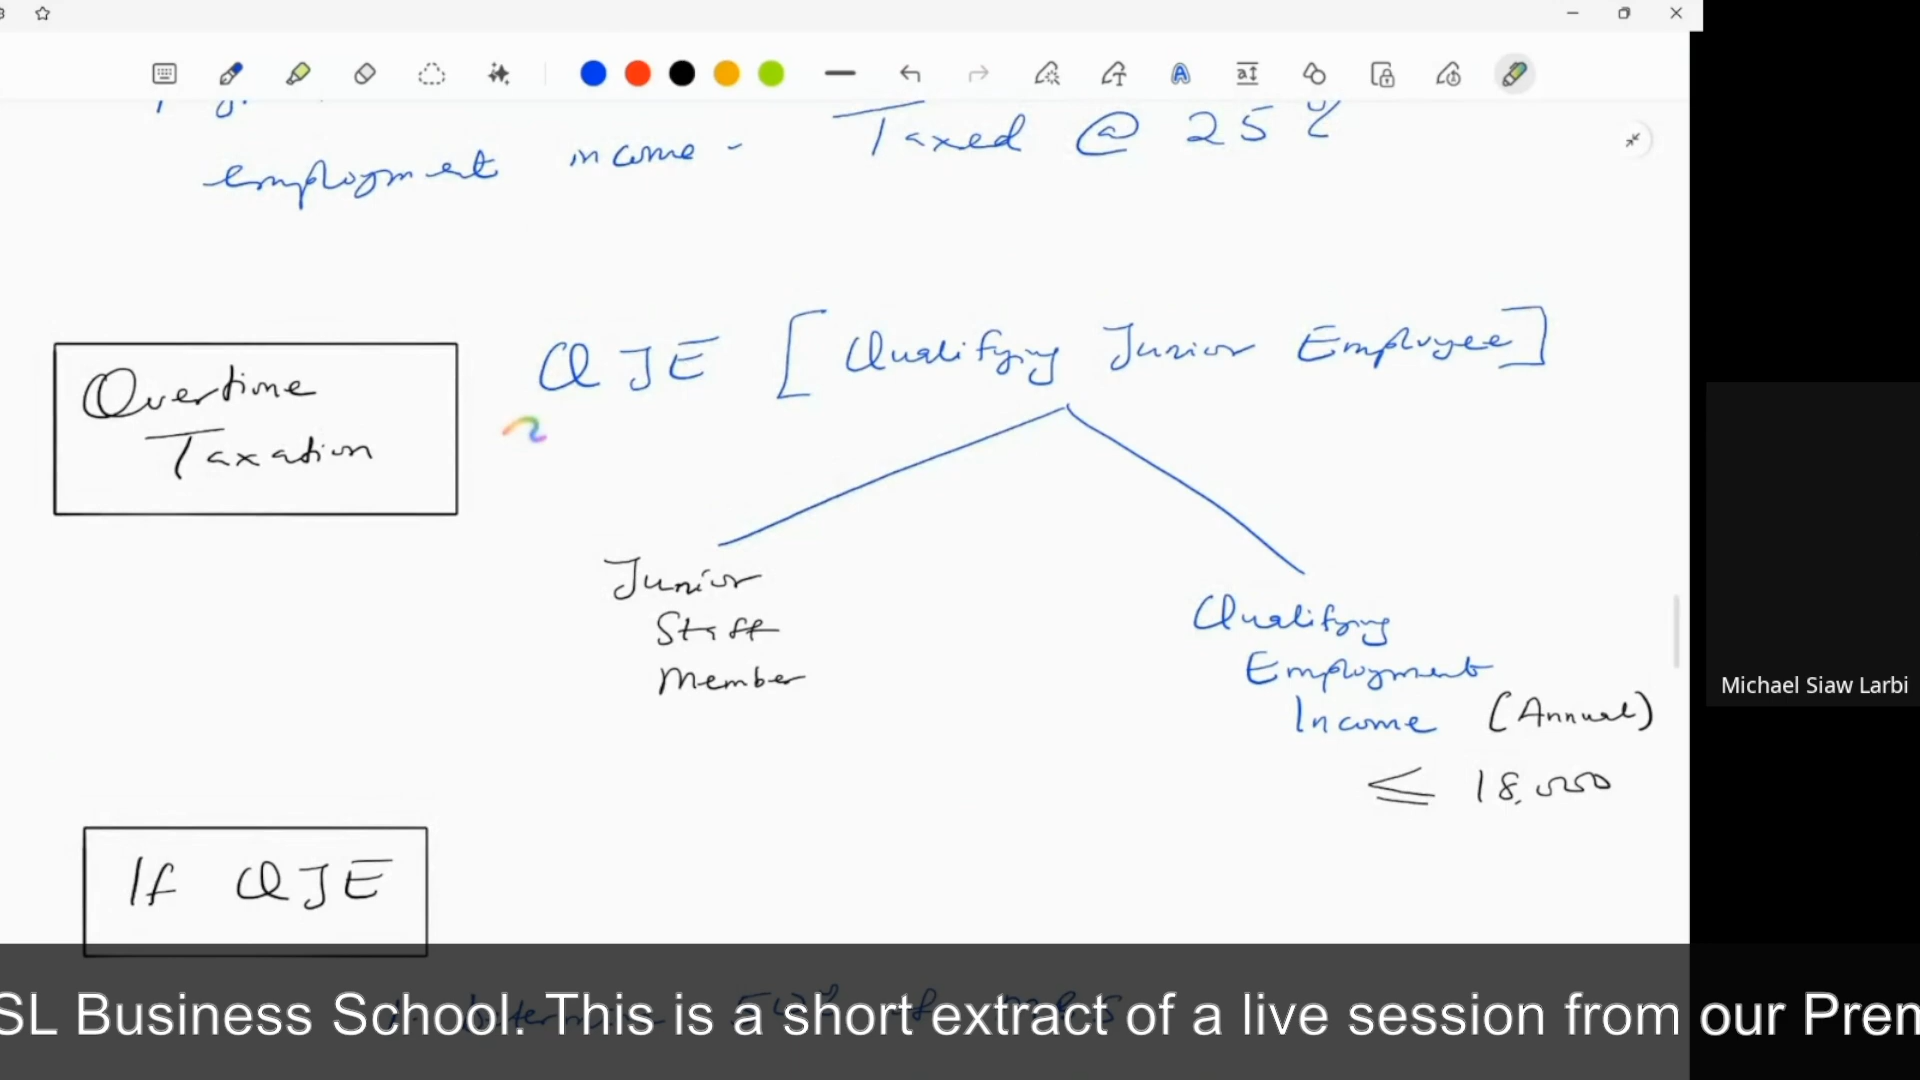 employment income - Taxed @ 25%
Overtime
Taxation
QJE [Qualifying Junior Employee]
Junior
Staff
Member
Qualifying
Employment
Income (Annual)
≤ 18,000
If QJE
Michael Siaw Larbi
SL Business School. This is a short extract of a live session from our Prem